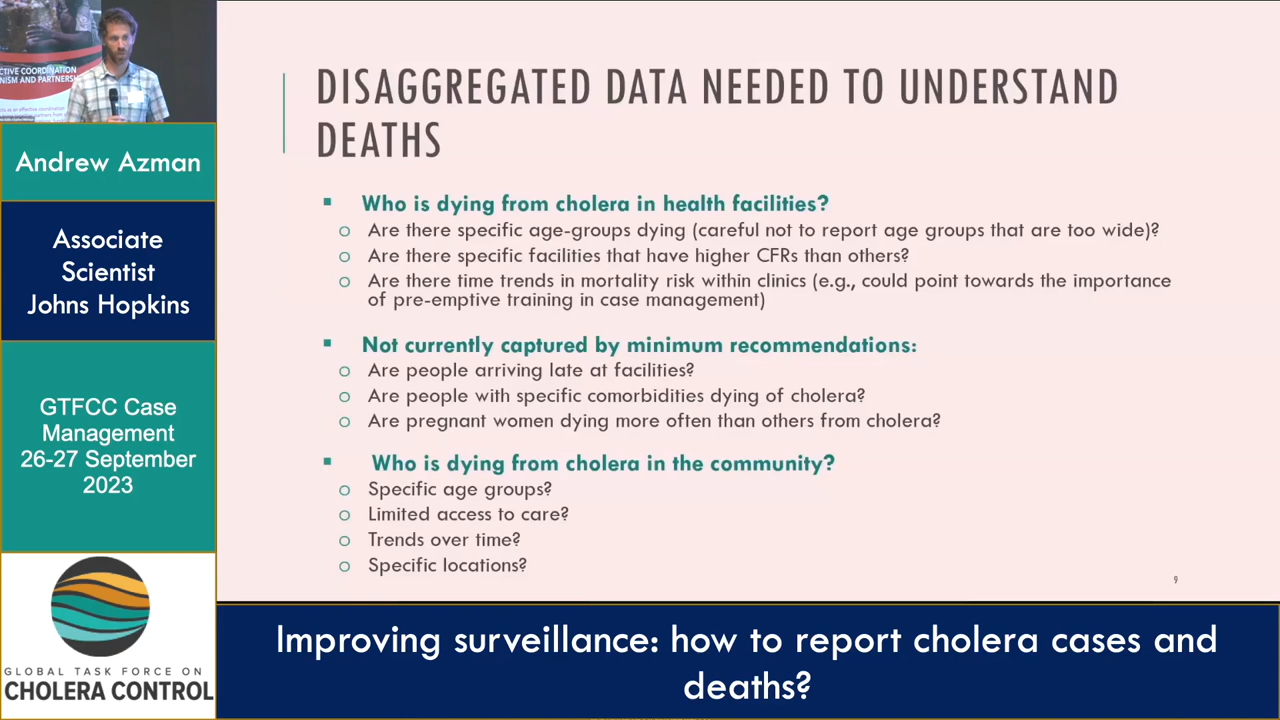 CTIVE COORDINATION
NISM AND PARTNERSH
Andrew Azman
Associate
Scientist
Johns Hopkins
GTFCC Case
Management
26-27 September
2023
GLOBAL TASK FORCE ON
CHOLERA CONTROL
DISAGGREGATED DATA NEEDED TO UNDERSTAND
DEATHS
▪ Who is dying from cholera in health facilities?
o Are there specific age-groups dying (careful not to report age groups that are too wide)?
o Are there specific facilities that have higher CFRs than others?
o Are there time trends in mortality risk within clinics (e.g., could point towards the importance
of pre-emptive training in case management)
▪ Not currently captured by minimum recommendations:
o Are people arriving late at facilities?
o Are people with specific comorbidities dying of cholera?
o Are pregnant women dying more often than others from cholera?
▪ Who is dying from cholera in the community?
o Specific age groups?
o Limited access to care?
o Trends over time?
o Specific locations?
9
Improving surveillance: how to report cholera cases and
deaths?